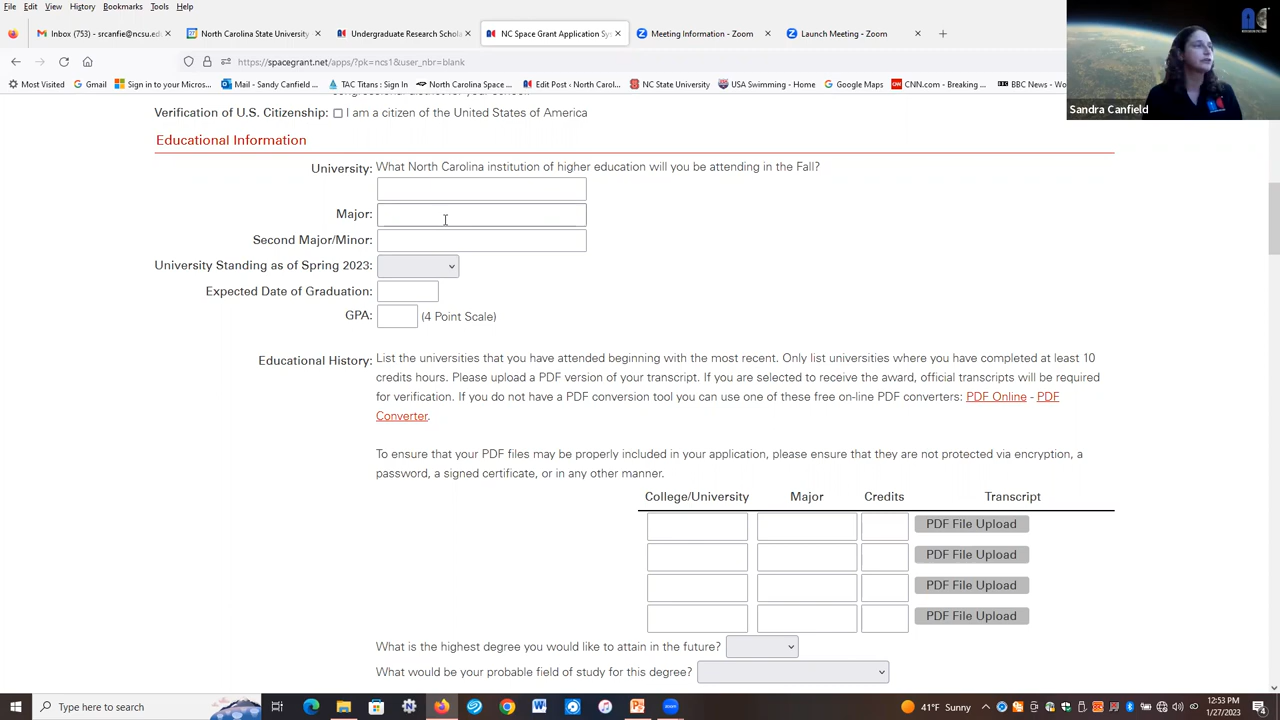 File Edit View History Bookmarks Tools Help
Inbox (753) - srcanfie@ncsu.ed
North Carolina State University
Undergraduate Research Schola
NC Space Grant Application Sy
Meeting Information - Zoom
Launch Meeting - Zoom
https://spacegrant.net/apps/?pk=ncs1&user_nbr=blank
Most Visited Gmail Sign in to your Micros... Mail - Sandy Canfield ... TAC Titans : Sign In North Carolina Space ... Edit Post ‹ North Carol... NC State University USA Swimming - Home Google Maps CNN.com - Breaking ... BBC News - Wo
Sandra Canfield
Verification of U.S. Citizenship: I am a citizen of the United States of America
Educational Information
University: What North Carolina institution of higher education will you be attending in the Fall?
Major:
Second Major/Minor:
University Standing as of Spring 2023:
Expected Date of Graduation:
GPA: (4 Point Scale)
Educational History: List the universities that you have attended beginning with the most recent. Only list universities where you have completed at least 10
credits hours. Please upload a PDF version of your transcript. If you are selected to receive the award, official transcripts will be required
for verification. If you do not have a PDF conversion tool you can use one of these free on-line PDF converters: PDF Online - PDF
Converter.
To ensure that your PDF files may be properly included in your application, please ensure that they are not protected via encryption, a
password, a signed certificate, or in any other manner.
College/University Major Credits Transcript
PDF File Upload
PDF File Upload
PDF File Upload
PDF File Upload
What is the highest degree you would like to attain in the future?
What would be your probable field of study for this degree?
Type here to search
41°F Sunny
12:53 PM
1/27/2023